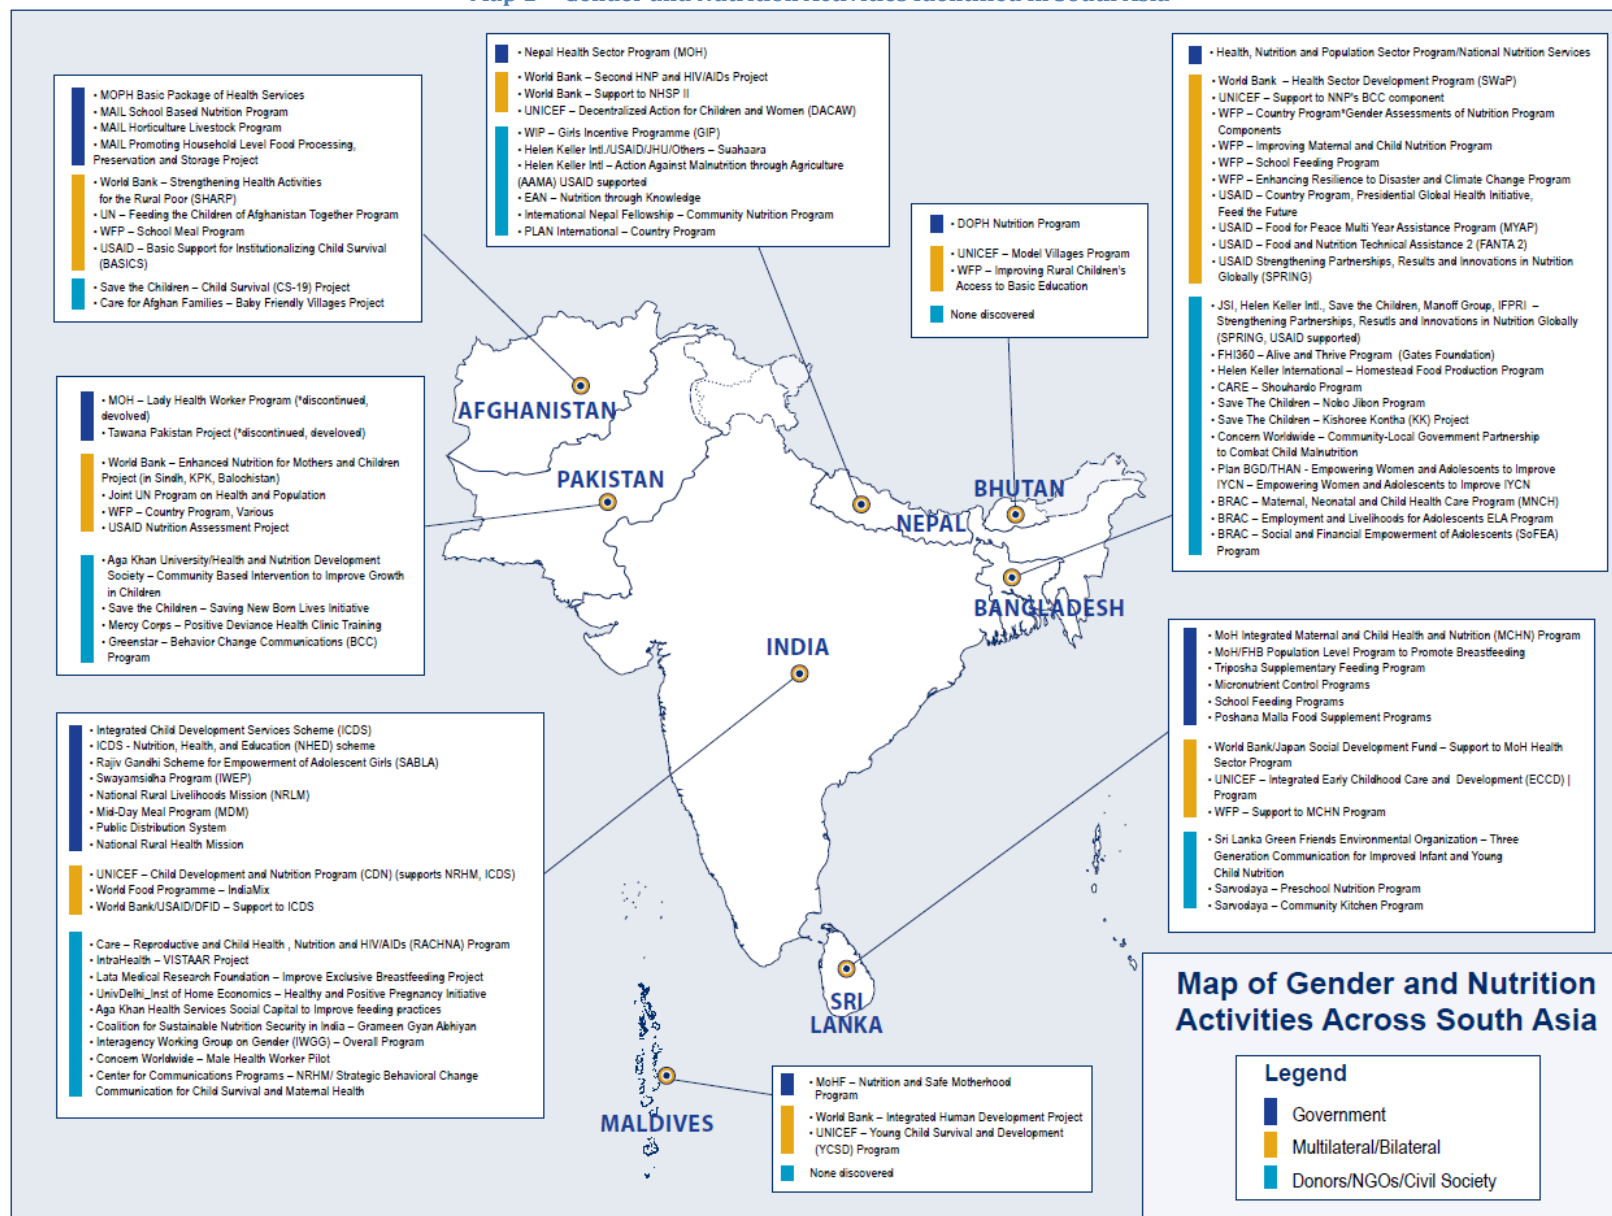 Map 1 – Gender and Nutrition Activities Identified in South Asia
• MOPH Basic Package of Health Services
• MAIL School Based Nutrition Program
• MAIL Horticulture Livestock Program
• MAIL Promoting Household Level Food Processing,
Preservation and Storage Project
• World Bank – Strengthening Health Activities
for the Rural Poor (SHARP)
• UN – Feeding the Children of Afghanistan Together Program
• WFP – School Meal Program
• USAID – Basic Support for Institutionalizing Child Survival
(BASICS)
• Save the Children – Child Survival (CS-19) Project
• Care for Afghan Families – Baby Friendly Villages Project
• Nepal Health Sector Program (MOH)
• World Bank – Second HNP and HIV/AIDs Project
• World Bank – Support to NHSP II
• UNICEF – Decentralized Action for Children and Women (DACAW)
• WIP – Girls Incentive Programme (GIP)
• Helen Keller Intl./USAID/JHU/Others – Suahaara
• Helen Keller Intl – Action Against Malnutrition through Agriculture
(AAMA) USAID supported
• EAN – Nutrition through Knowledge
• International Nepal Fellowship – Community Nutrition Program
• PLAN International – Country Program
• DOPH Nutrition Program
• UNICEF – Model Villages Program
• WFP – Improving Rural Children's
Access to Basic Education
None discovered
• Health, Nutrition and Population Sector Program/National Nutrition Services
• World Bank – Health Sector Development Program (SWaP)
• UNICEF – Support to NNP's BCC component
• WFP – Country Program*Gender Assessments of Nutrition Program
Components
• WFP – Improving Maternal and Child Nutrition Program
• WFP – School Feeding Program
• WFP – Enhancing Resilience to Disaster and Climate Change Program
• USAID – Country Program, Presidential Global Health Initiative,
Feed the Future
• USAID – Food for Peace Multi Year Assistance Program (MYAP)
• USAID – Food and Nutrition Technical Assistance 2 (FANTA 2)
• USAID Strengthening Partnerships, Results and Innovations in Nutrition
Globally (SPRING)
• JSI, Helen Keller Intl., Save the Children, Manoff Group, IFPRI –
Strengthening Partnerships, Resutls and Innovations in Nutrition Globally
(SPRING, USAID supported)
• FHI360 – Alive and Thrive Program (Gates Foundation)
• Helen Keller International – Homestead Food Production Program
• CARE – Shouhardo Program
• Save The Children – Nobo Jibon Program
• Save The Children – Kishoree Kontha (KK) Project
• Concern Worldwide – Community-Local Government Partnership
to Combat Child Malnutrition
• Plan BGD/THAN - Empowering Women and Adolescents to Improve
IYCN – Empowering Women and Adolescents to Improve IYCN
• BRAC – Maternal, Neonatal and Child Health Care Program (MNCH)
• BRAC – Employment and Livelihoods for Adolescents ELA Program
• BRAC – Social and Financial Empowerment of Adolescents (SoFEA)
Program
• MOH – Lady Health Worker Program (*discontinued,
devolved)
• Tawana Pakistan Project (*discontinued, develoved)
• World Bank – Enhanced Nutrition for Mothers and Children
Project (in Sindh, KPK, Balochistan)
• Joint UN Program on Health and Population
• WFP – Country Program, Various
• USAID Nutrition Assessment Project
• Aga Khan University/Health and Nutrition Development
Society – Community Based Intervention to Improve Growth
in Children
• Save the Children – Saving New Born Lives Initiative
• Mercy Corps – Positive Deviance Health Clinic Training
• Greenstar – Behavior Change Communications (BCC)
Program
AFGHANISTAN
PAKISTAN
NEPAL
BHUTAN
BANGLADESH
INDIA
SRI
LANKA
MALDIVES
• MoH Integrated Maternal and Child Health and Nutrition (MCHN) Program
• MoH/FHB Population Level Program to Promote Breastfeeding
• Triposha Supplementary Feeding Program
• Micronutrient Control Programs
• School Feeding Programs
• Poshana Malla Food Supplement Programs
• World Bank/Japan Social Development Fund – Support to MoH Health
Sector Program
• UNICEF – Integrated Early Childhood Care and Development (ECCD) |
Program
• WFP – Support to MCHN Program
• Sri Lanka Green Friends Environmental Organization – Three
Generation Communication for Improved Infant and Young
Child Nutrition
• Sarvodaya – Preschool Nutrition Program
• Sarvodaya – Community Kitchen Program
• Integrated Child Development Services Scheme (ICDS)
• ICDS - Nutrition, Health, and Education (NHED) scheme
• Rajiv Gandhi Scheme for Empowerment of Adolescent Girls (SABLA)
• Swayamsidha Program (IWEP)
• National Rural Livelihoods Mission (NRLM)
• Mid-Day Meal Program (MDM)
• Public Distribution System
• National Rural Health Mission
• UNICEF – Child Development and Nutrition Program (CDN) (supports NRHM, ICDS)
• World Food Programme – IndiaMix
• World Bank/USAID/DFID – Support to ICDS
• Care – Reproductive and Child Health , Nutrition and HIV/AIDs (RACHNA) Program
• IntraHealth – VISTAAR Project
• Lata Medical Research Foundation – Improve Exclusive Breastfeeding Project
• UnivDelhi_Inst of Home Economics – Healthy and Positive Pregnancy Initiative
• Aga Khan Health Services Social Capital to Improve feeding practices
• Coalition for Sustainable Nutrition Security in India – Grameen Gyan Abhiyan
• Interagency Working Group on Gender (IWGG) – Overall Program
• Concern Worldwide – Male Health Worker Pilot
• Center for Communications Programs – NRHM/ Strategic Behavioral Change
Communication for Child Survival and Maternal Health
• MoHF – Nutrition and Safe Motherhood
Program
• World Bank – Integrated Human Development Project
• UNICEF – Young Child Survival and Development
(YCSD) Program
None discovered
Map of Gender and Nutrition
Activities Across South Asia
Legend
Government
Multilateral/Bilateral
Donors/NGOs/Civil Society